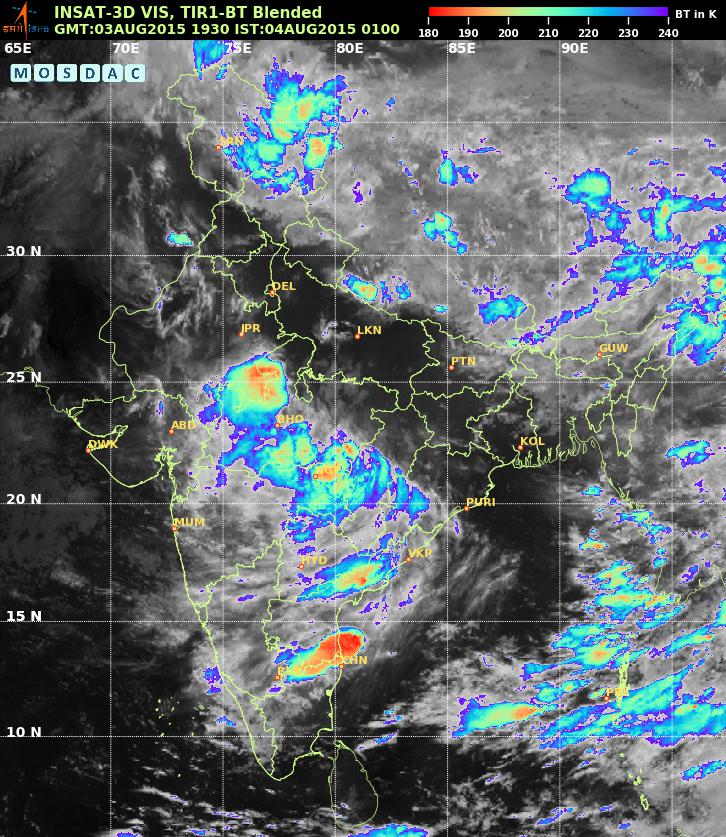 INSAT-3D VIS, TIR1-BT Blended
GMT:03AUG2015 1930 IST:04AUG2015 0100
BT in K
180 190 200 210 220 230 240
65E 70E 75E 80E 85E 90E
MOSDAC
SRN
30 N
DEL
JPR
LKN
GUW
PTN
25 N
BHO
ABD
DWK
KOL
20 N
PURI
MUM
HYD
VKP
15 N
CHN
10 N